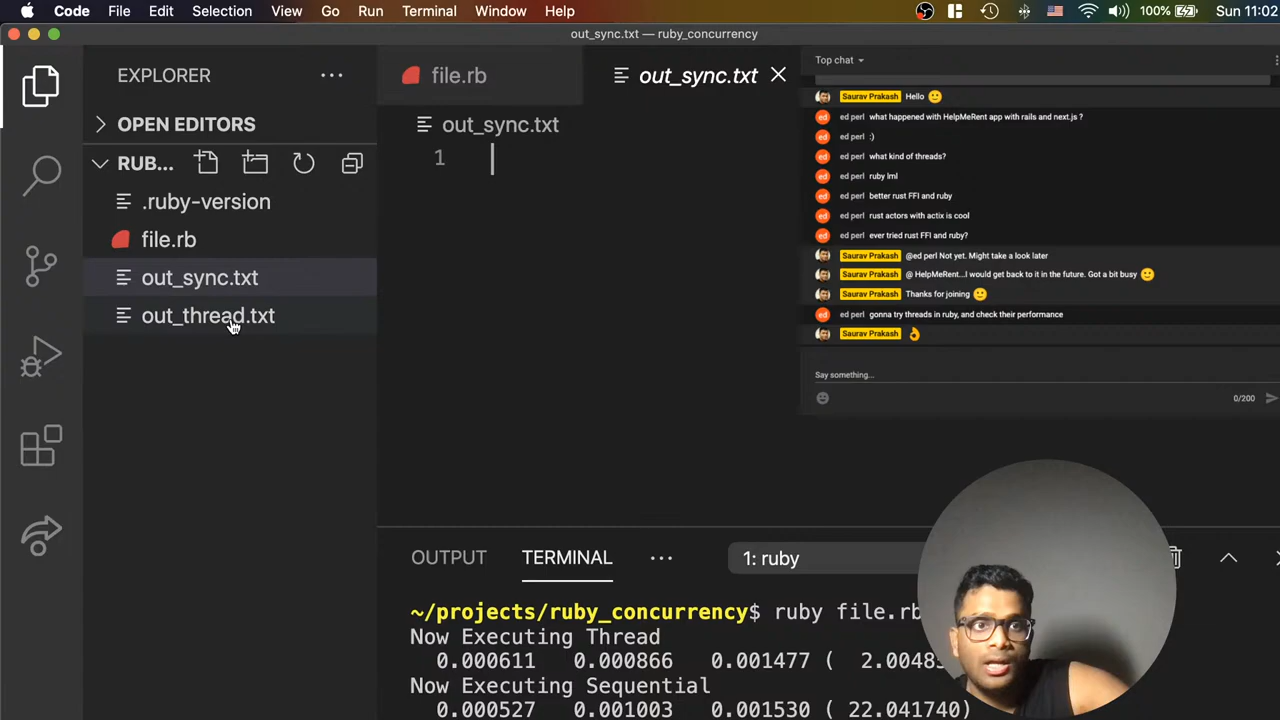 Code File Edit Selection View Go Run Terminal Window Help 100% Sun 11:02
out_sync.txt — ruby_concurrency
EXPLORER
file.rb
out_sync.txt
Top chat
OPEN EDITORS
out_sync.txt
RUB...
1
.ruby-version
file.rb
out_sync.txt
out_thread.txt
Saurav Prakash Hello
ed ed perl what happened with HelpMeRent app with rails and next.js ?
ed ed perl :)
ed ed perl what kind of threads?
ed ed perl ruby lml
ed ed perl better rust FFI and ruby
ed ed perl rust actors with actix is cool
ed ed perl ever tried rust FFI and ruby?
Saurav Prakash @ed perl Not yet. Might take a look later
Saurav Prakash @ HelpMeRent...I would get back to it in the future. Got a bit busy
Saurav Prakash Thanks for joining
ed ed perl gonna try threads in ruby, and check their performance
Saurav Prakash
Say something...
0/200
OUTPUT TERMINAL 1: ruby
~/projects/ruby_concurrency$ ruby file.rb
Now Executing Thread
0.000611 0.000866 0.001477 ( 2.0048
Now Executing Sequential
0.000527 0.001003 0.001530 ( 22.041740)